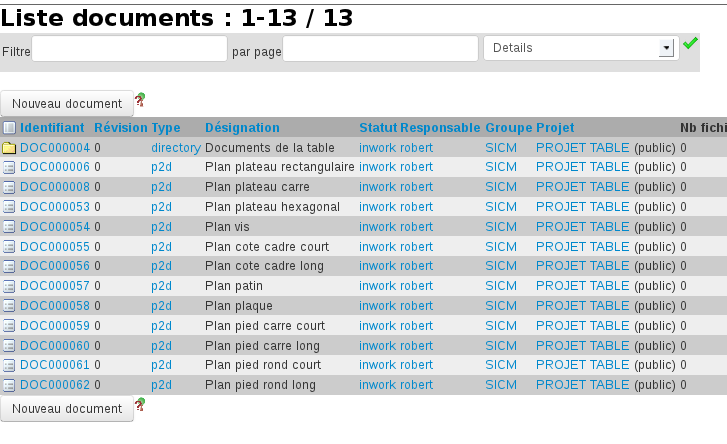 Liste documents : 1-13 / 13
Filtre par page Details
Nouveau document
Identifiant Révision Type Désignation Statut Responsable Groupe Projet Nb fichi
DOC000004 0 directory Documents de la table inwork robert SICM PROJET TABLE (public) 0
DOC000006 0 p2d Plan plateau rectangulaire inwork robert SICM PROJET TABLE (public) 0
DOC000008 0 p2d Plan plateau carre inwork robert SICM PROJET TABLE (public) 0
DOC000053 0 p2d Plan plateau hexagonal inwork robert SICM PROJET TABLE (public) 0
DOC000054 0 p2d Plan vis inwork robert SICM PROJET TABLE (public) 0
DOC000055 0 p2d Plan cote cadre court inwork robert SICM PROJET TABLE (public) 0
DOC000056 0 p2d Plan cote cadre long inwork robert SICM PROJET TABLE (public) 0
DOC000057 0 p2d Plan patin inwork robert SICM PROJET TABLE (public) 0
DOC000058 0 p2d Plan plaque inwork robert SICM PROJET TABLE (public) 0
DOC000059 0 p2d Plan pied carre court inwork robert SICM PROJET TABLE (public) 0
DOC000060 0 p2d Plan pied carre long inwork robert SICM PROJET TABLE (public) 0
DOC000061 0 p2d Plan pied rond court inwork robert SICM PROJET TABLE (public) 0
DOC000062 0 p2d Plan pied rond long inwork robert SICM PROJET TABLE (public) 0
Nouveau document